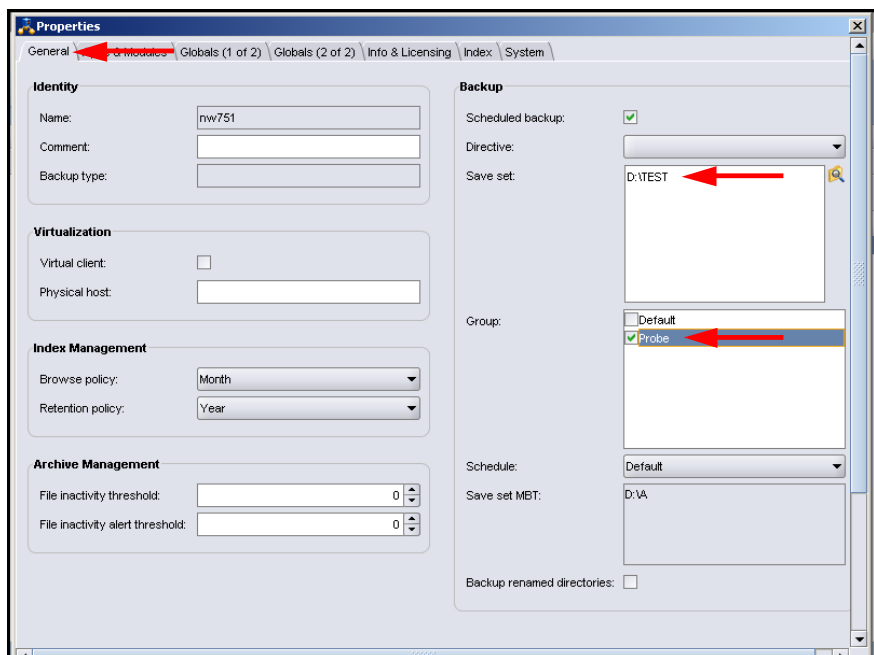 Properties
General
Globals (1 of 2)
Globals (2 of 2)
Info & Licensing
Index
System
Identity
Name:
nw751
Comment:
Backup type:
Virtualization
Virtual client:
Physical host:
Index Management
Browse policy:
Month
Retention policy:
Year
Archive Management
File inactivity threshold:
0
File inactivity alert threshold:
0
Backup
Scheduled backup:
Directive:
Save set:
D:\TEST
Group:
Default
Probe
Schedule:
Default
Save set MBT:
D:\A
Backup renamed directories: